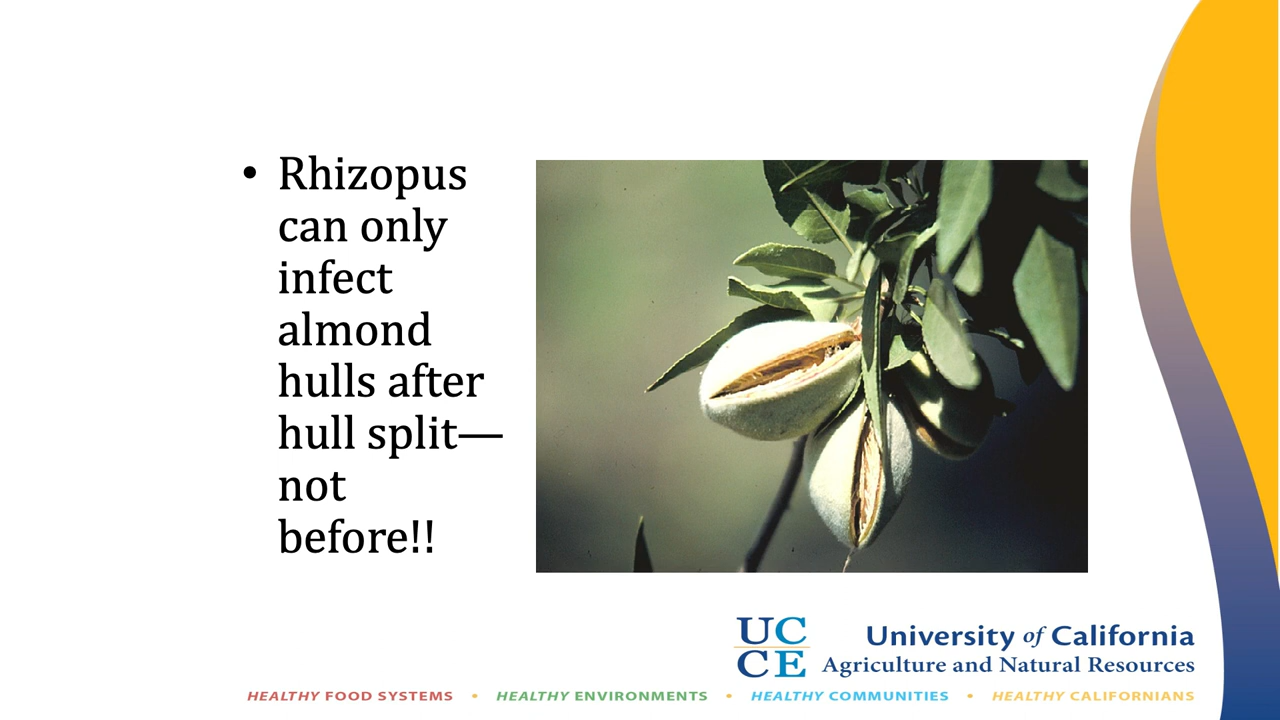 • Rhizopus
can only
infect
almond
hulls after
hull split—
not
before!!
UC
CE
University of California
Agriculture and Natural Resources
HEALTHY FOOD SYSTEMS • HEALTHY ENVIRONMENTS • HEALTHY COMMUNITIES • HEALTHY CALIFORNIANS